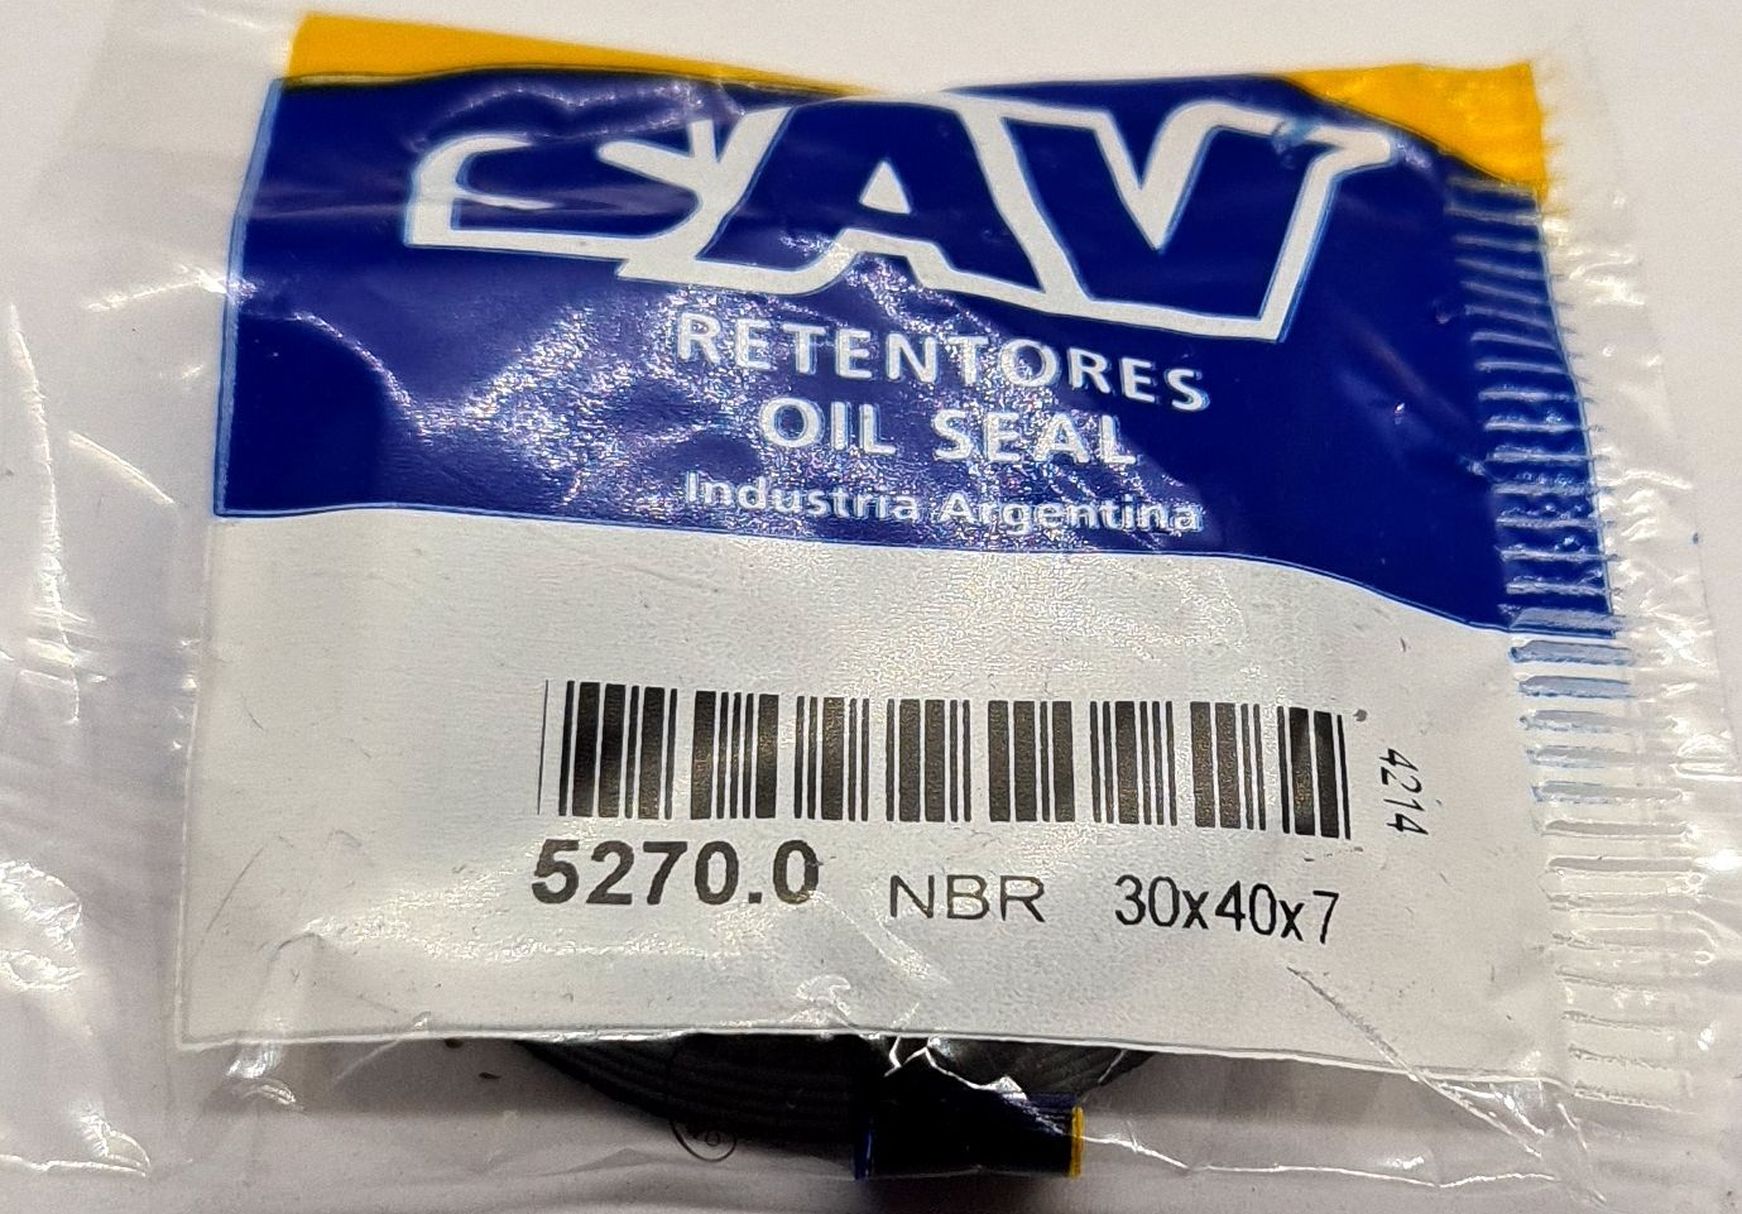 SAV
RETENTORES
OIL SEAL
Industria Argentina
4214
5270.0 NBR 30x40x7